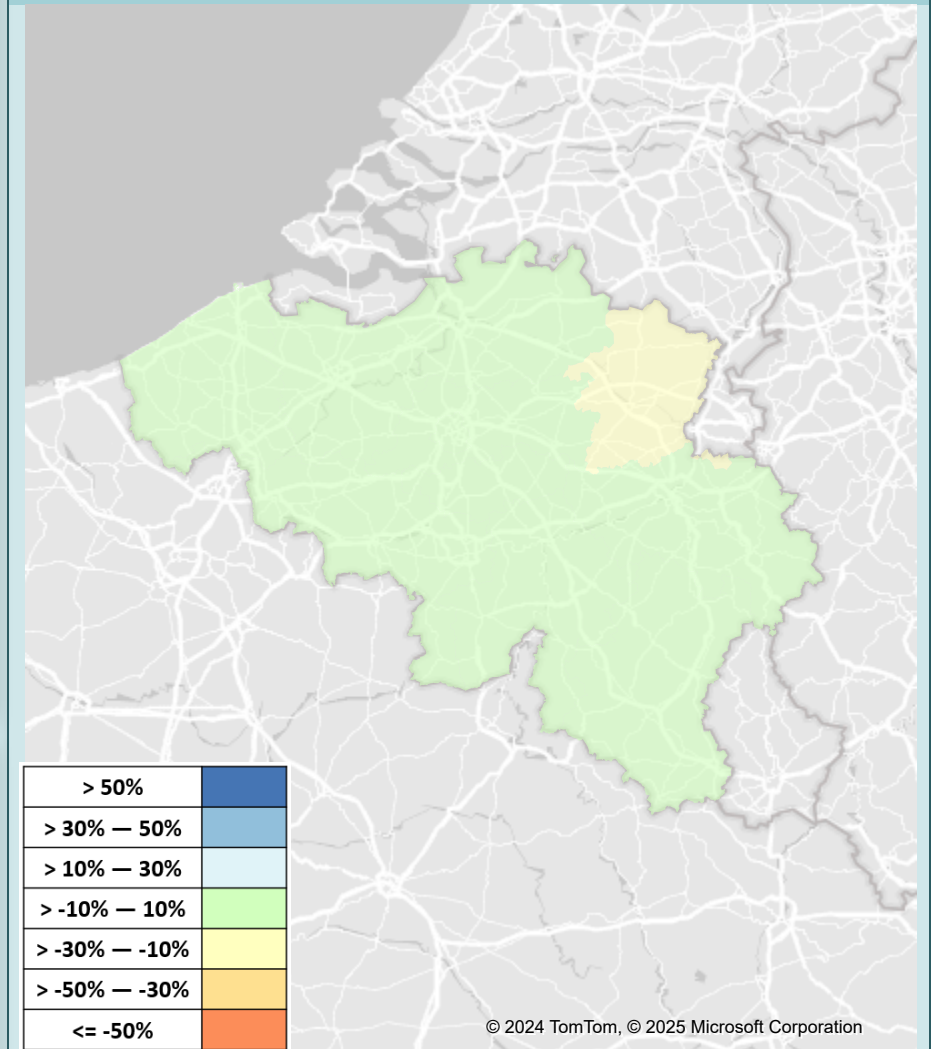 > 50%
> 30% — 50%
> 10% — 30%
> -10% — 10%
> -30% — -10%
> -50% — -30%
<= -50%
© 2024 TomTom, © 2025 Microsoft Corporation